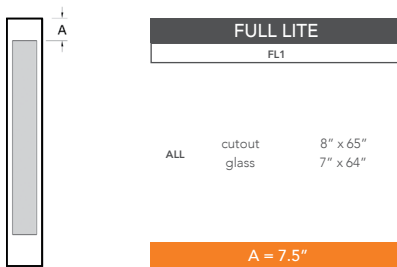 A
FULL LITE
FL1
ALL
cutout 8” x 65”
glass 7” x 64”
A = 7.5”